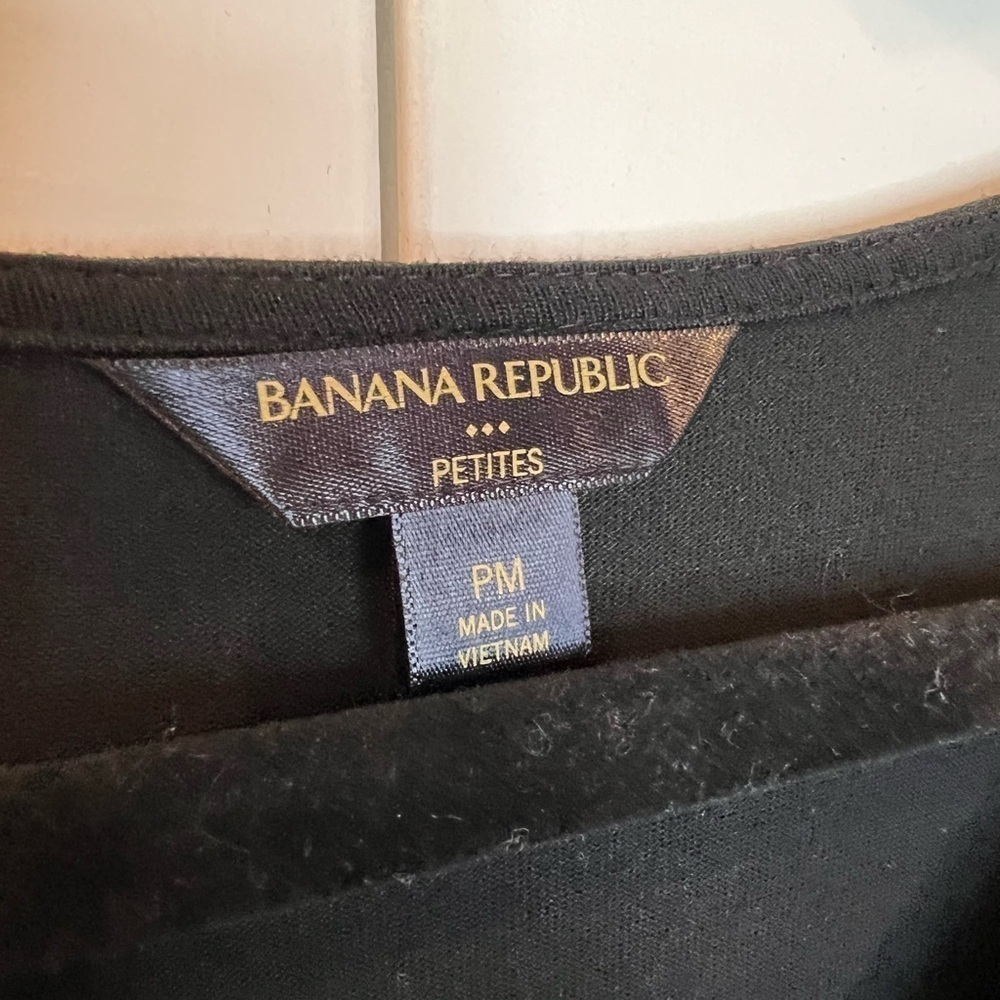 BANANA REPUBLIC
PETITES
PM
MADE IN
VIETNAM